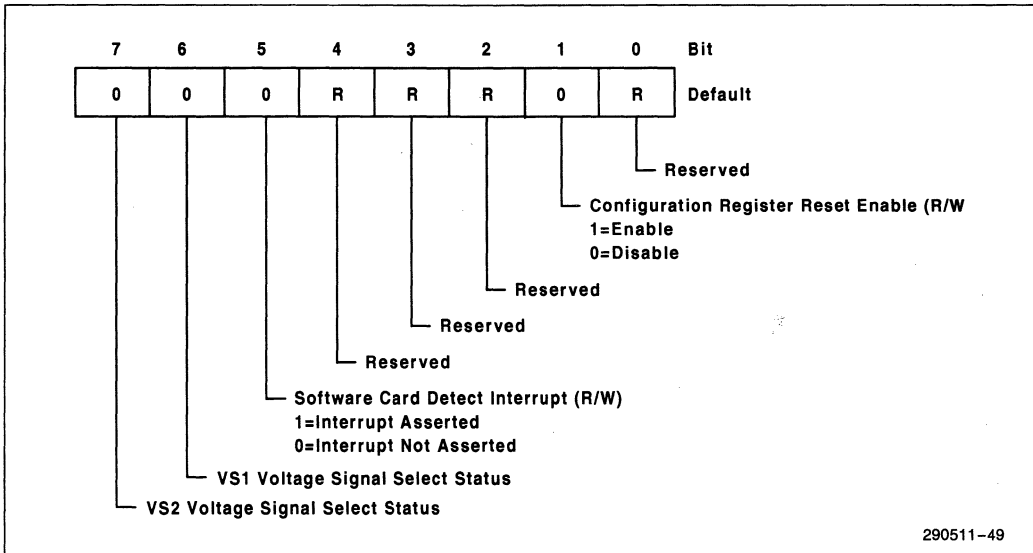 7 6 5 4 3 2 1 0 Bit
0 0 0 R R R 0 R Default
Reserved
Configuration Register Reset Enable (R/W
1=Enable
0=Disable
Reserved
Reserved
Reserved
Software Card Detect Interrupt (R/W)
1=Interrupt Asserted
0=Interrupt Not Asserted
VS1 Voltage Signal Select Status
VS2 Voltage Signal Select Status
290511-49